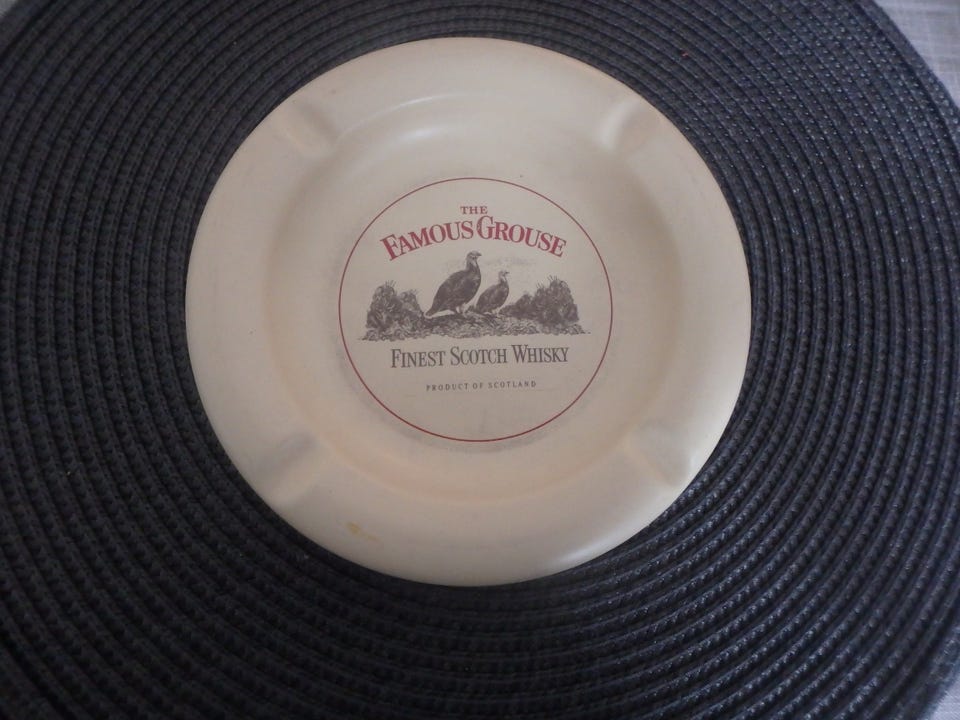 THE
FAMOUS GROUSE
FINEST SCOTCH WHISKY
PRODUCT OF SCOTLAND